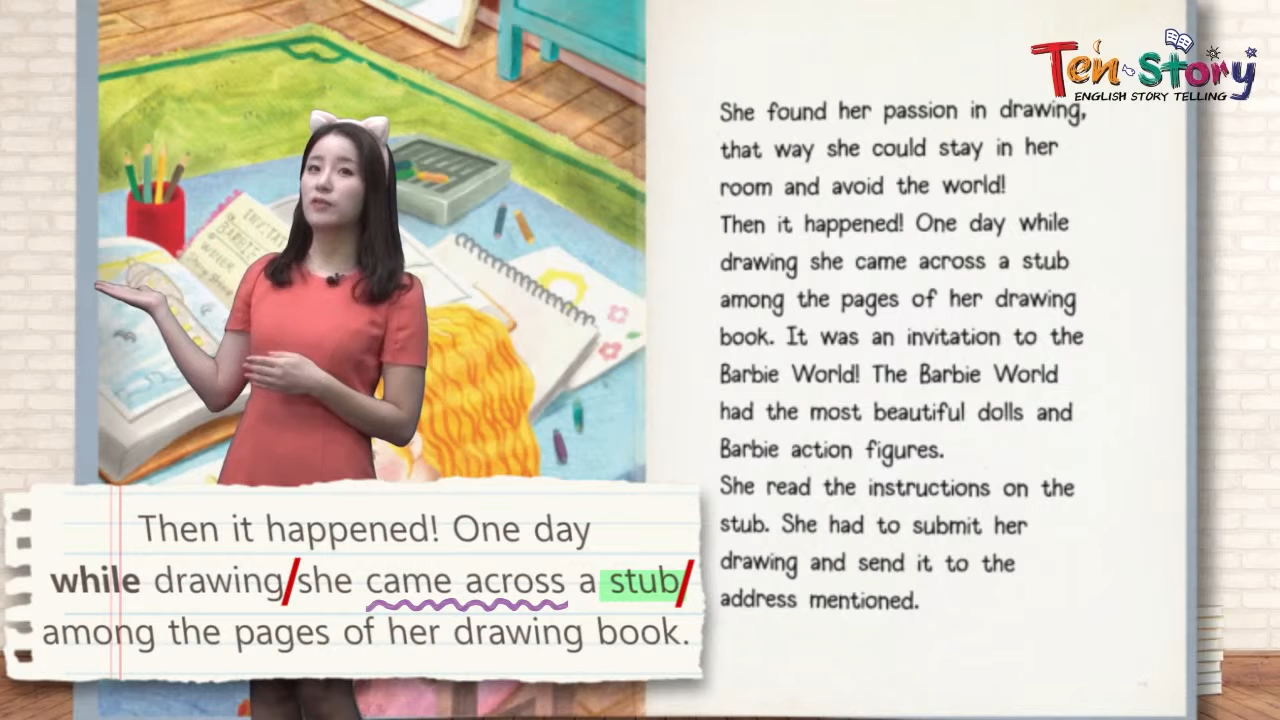 Ten Story
ENGLISH STORY TELLING
She found her passion in drawing,
that way she could stay in her
room and avoid the world!
Then it happened! One day while
drawing she came across a stub
among the pages of her drawing
book. It was an invitation to the
Barbie World! The Barbie World
had the most beautiful dolls and
Barbie action figures.
She read the instructions on the
stub. She had to submit her
drawing and send it to the
address mentioned.
Then it happened! One day
while drawing/she came across a stub/
among the pages of her drawing book.